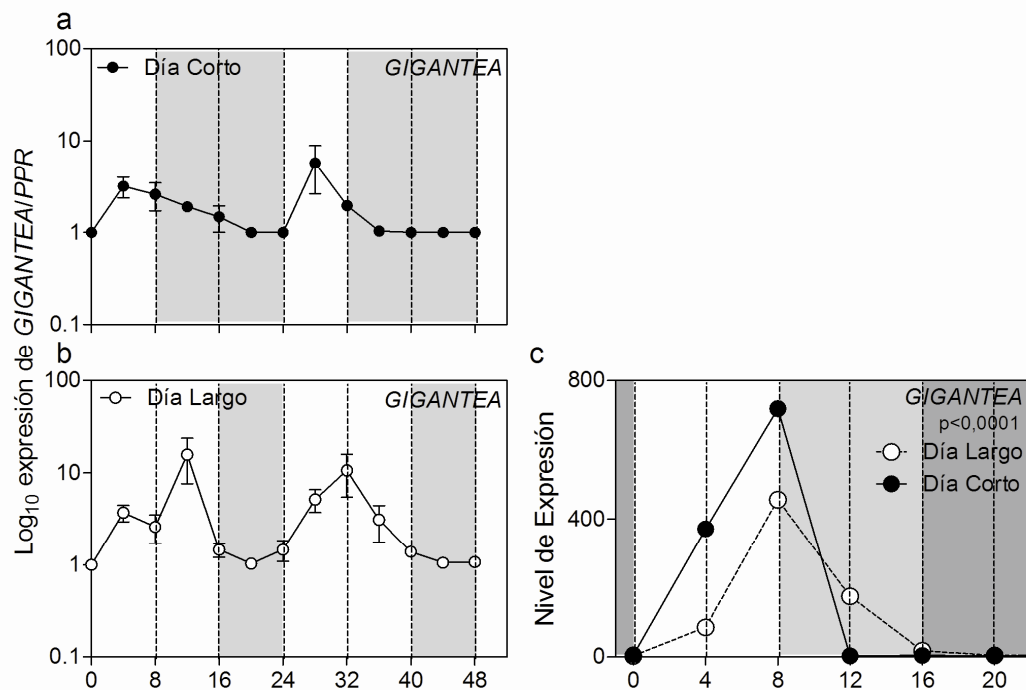 a
100
10
1
0.1
Día Corto
GIGANTEA
Log10 expresión de GIGANTEA/PPR
b
100
10
1
0.1
Día Largo
GIGANTEA
0 8 16 24 32 40 48
c
800
400
0
Nivel de Expresión
GIGANTEA
p<0,0001
Día Largo
Día Corto
0 4 8 12 16 20